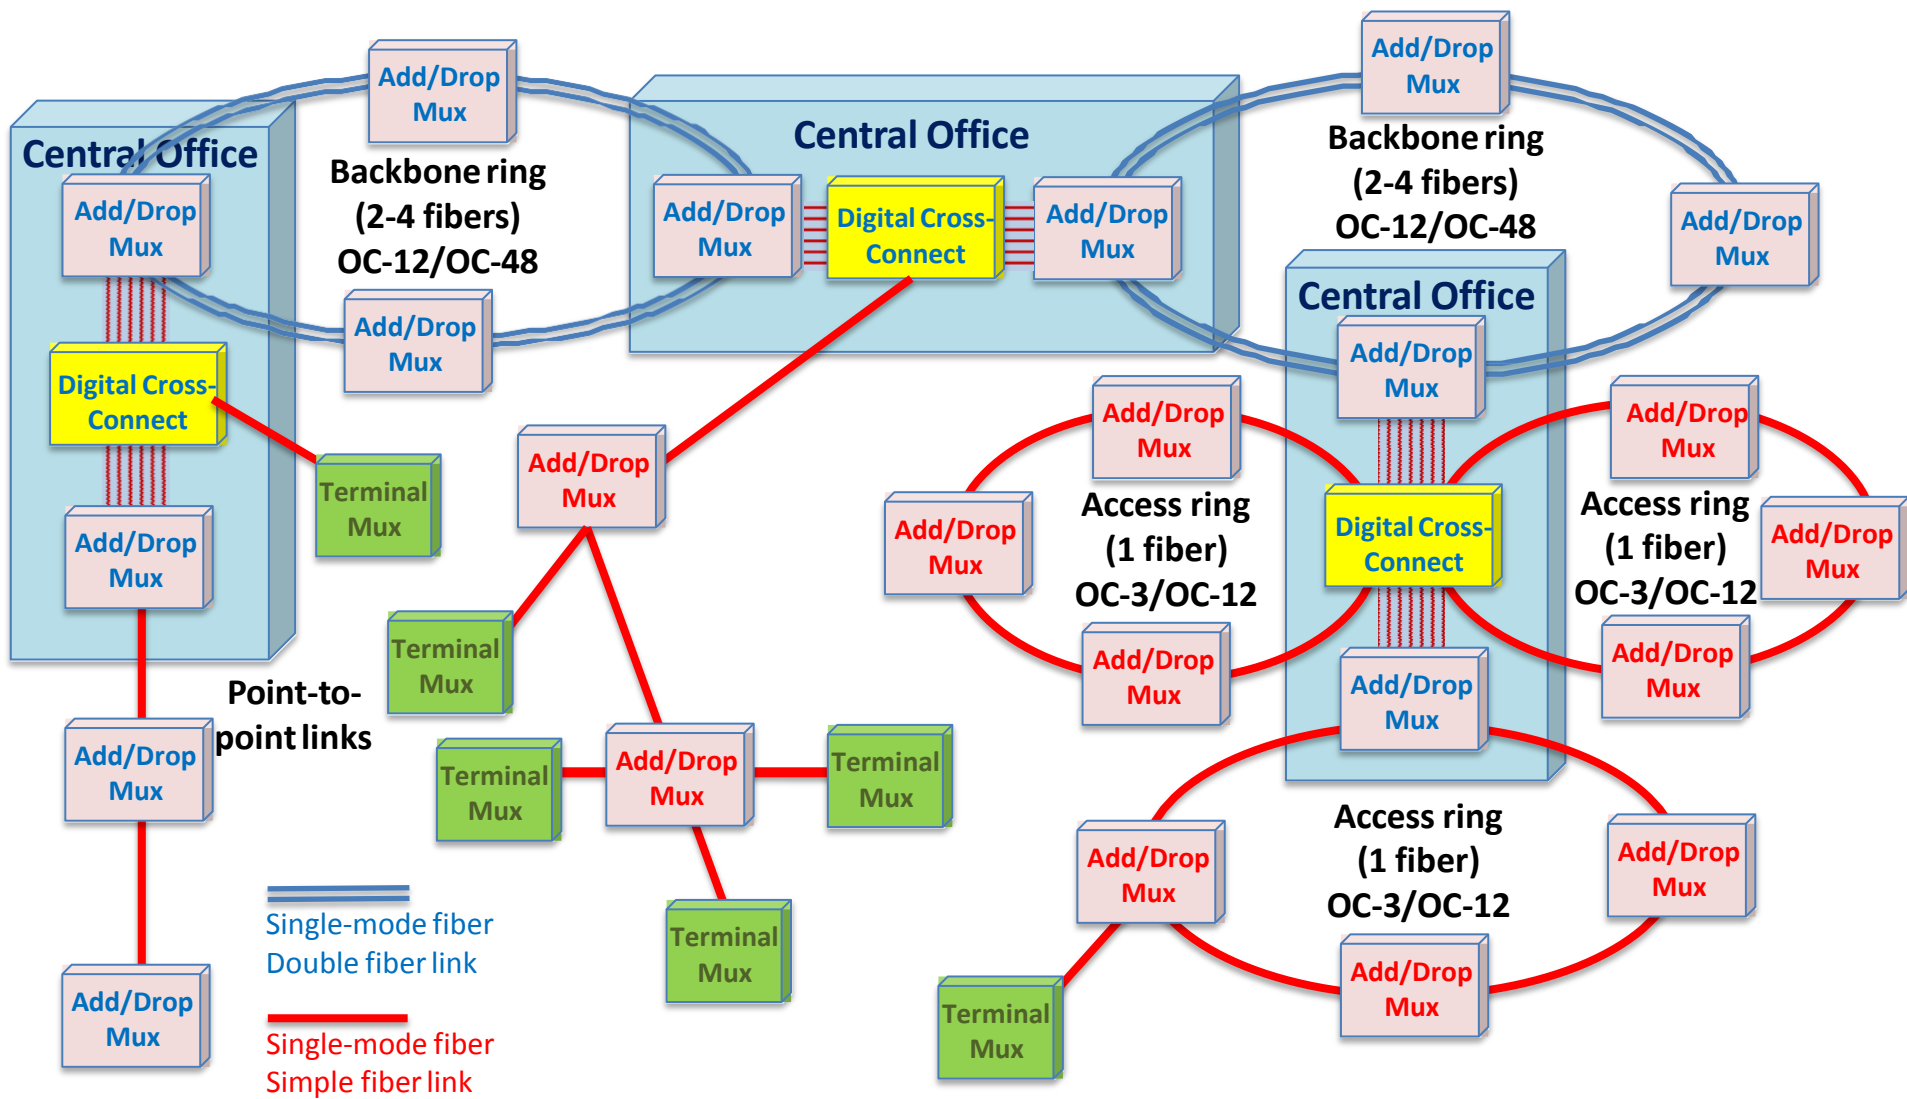 Add/Drop
Mux
Add/Drop
Mux
Central Office
Central Office
Backbone ring
(2-4 fibers)
OC-12/OC-48
Backbone ring
(2-4 fibers)
OC-12/OC-48
Add/Drop
Mux
Add/Drop
Mux
Digital Cross-
Connect
Add/Drop
Mux
Add/Drop
Mux
Central Office
Add/Drop
Mux
Add/Drop
Mux
Digital Cross-
Connect
Add/Drop
Mux
Add/Drop
Mux
Add/Drop
Mux
Terminal
Mux
Access ring
(1 fiber)
OC-3/OC-12
Access ring
(1 fiber)
OC-3/OC-12
Add/Drop
Mux
Add/Drop
Mux
Digital Cross-
Connect
Add/Drop
Mux
Terminal
Mux
Add/Drop
Mux
Add/Drop
Mux
Add/Drop
Mux
Point-to-
point links
Add/Drop
Mux
Terminal
Mux
Add/Drop
Mux
Terminal
Mux
Access ring
(1 fiber)
OC-3/OC-12
Add/Drop
Mux
Add/Drop
Mux
Single-mode fiber
Double fiber link
Terminal
Mux
Add/Drop
Mux
Add/Drop
Mux
Terminal
Mux
Single-mode fiber
Simple fiber link